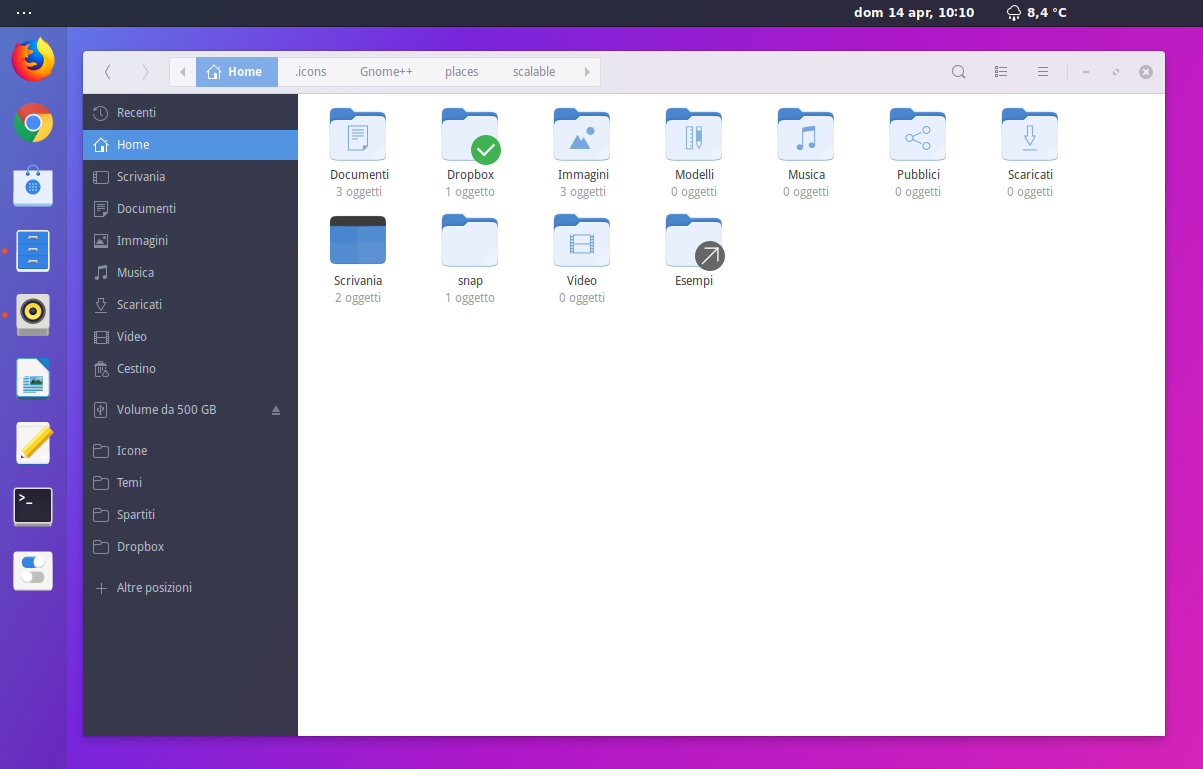 ...
dom 14 apr, 10:10
8,4 °C
Home
.icons
Gnome++
places
scalable
Recenti
Home
Scrivania
Documenti
Immagini
Musica
Scaricati
Video
Cestino
Volume da 500 GB
Icone
Temi
Spartiti
Dropbox
Altre posizioni
Documenti
3 oggetti
Dropbox
1 oggetto
Immagini
3 oggetti
Modelli
0 oggetti
Musica
0 oggetti
Pubblici
0 oggetti
Scaricati
0 oggetti
Scrivania
2 oggetti
snap
1 oggetto
Video
0 oggetti
Esempi
>_